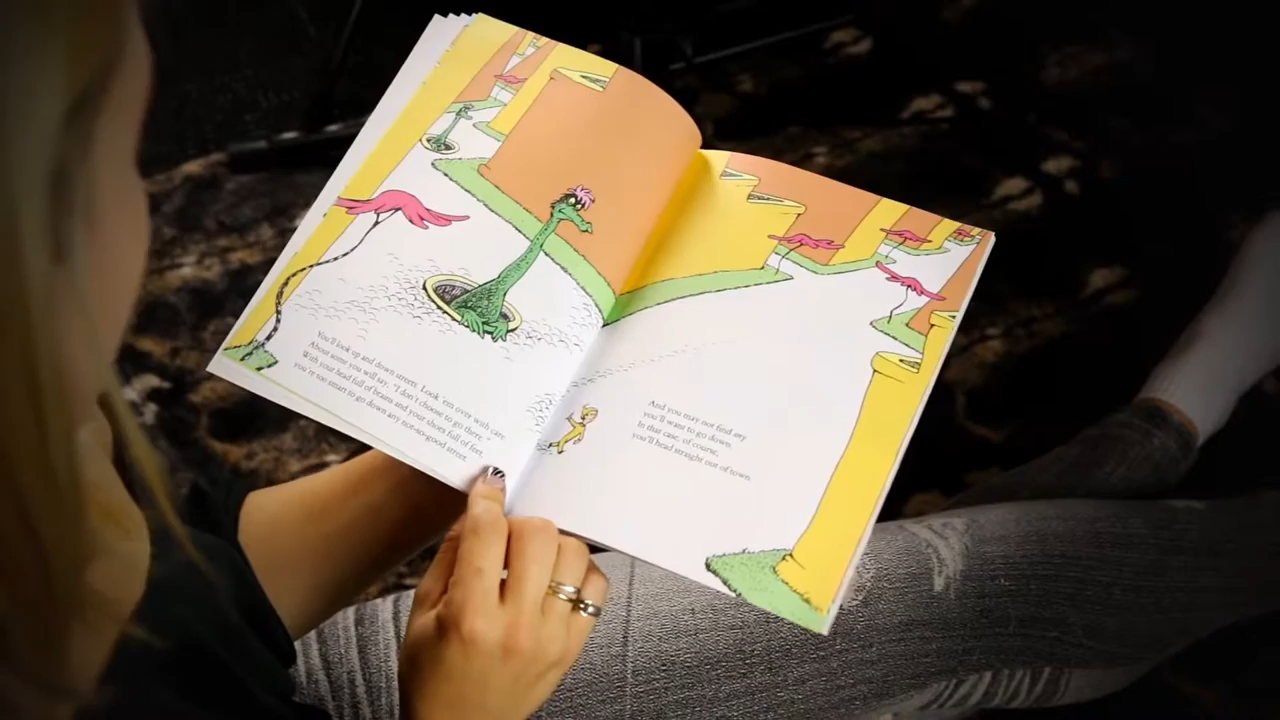 You'll look up and down streets. Look 'em over with care.
About some you will say, "I don't choose to go there."
With your head full of brains and your shoes full of feet,
you're too smart to go down any not-so-good street.
And you may not find any
you'll want to go down.
In that case, of course,
you'll head straight out of town.